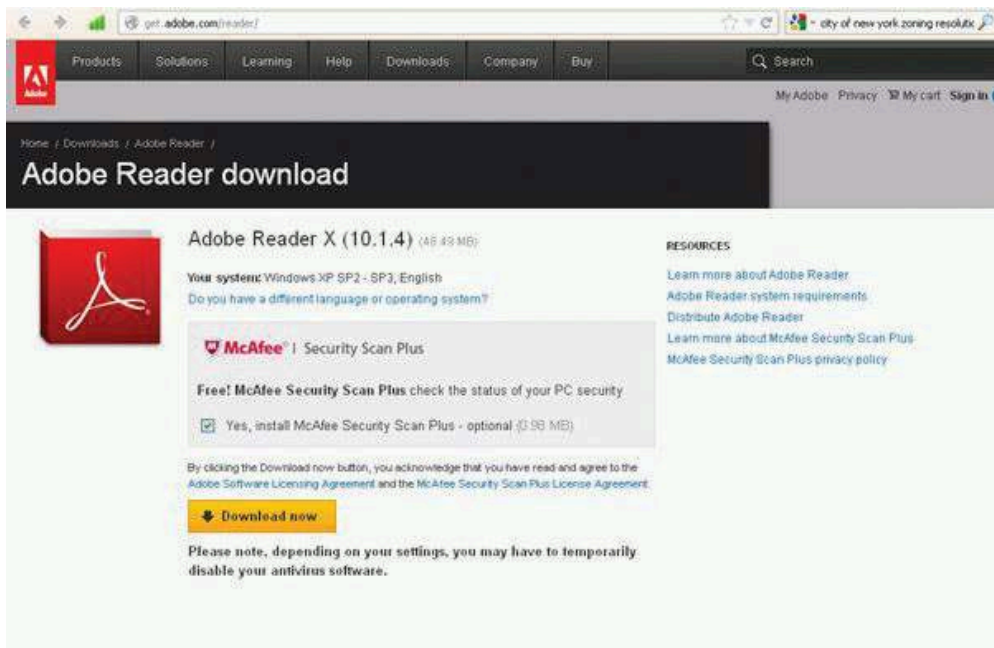 get.adobe.com/reader/
city of new york zoning resolutix
Adobe
Products Solutions Learning Help Downloads Company Buy
Search
My Adobe Privacy My cart Sign in
Home / Downloads / Adobe Reader /
Adobe Reader download
Adobe Reader X (10.1.4) (48.49 MB)
Your system: Windows XP SP2 - SP3, English
Do you have a different language or operating system?
McAfee® | Security Scan Plus
Free! McAfee Security Scan Plus check the status of your PC security
Yes, install McAfee Security Scan Plus - optional (0.98 MB)
By clicking the Download now button, you acknowledge that you have read and agree to the
Adobe Software Licensing Agreement and the McAfee Security Scan Plus License Agreement
Download now
Please note, depending on your settings, you may have to temporarily
disable your antivirus software.
RESOURCES
Learn more about Adobe Reader
Adobe Reader system requirements
Distribute Adobe Reader
Learn more about McAfee Security Scan Plus
McAfee Security Scan Plus privacy policy